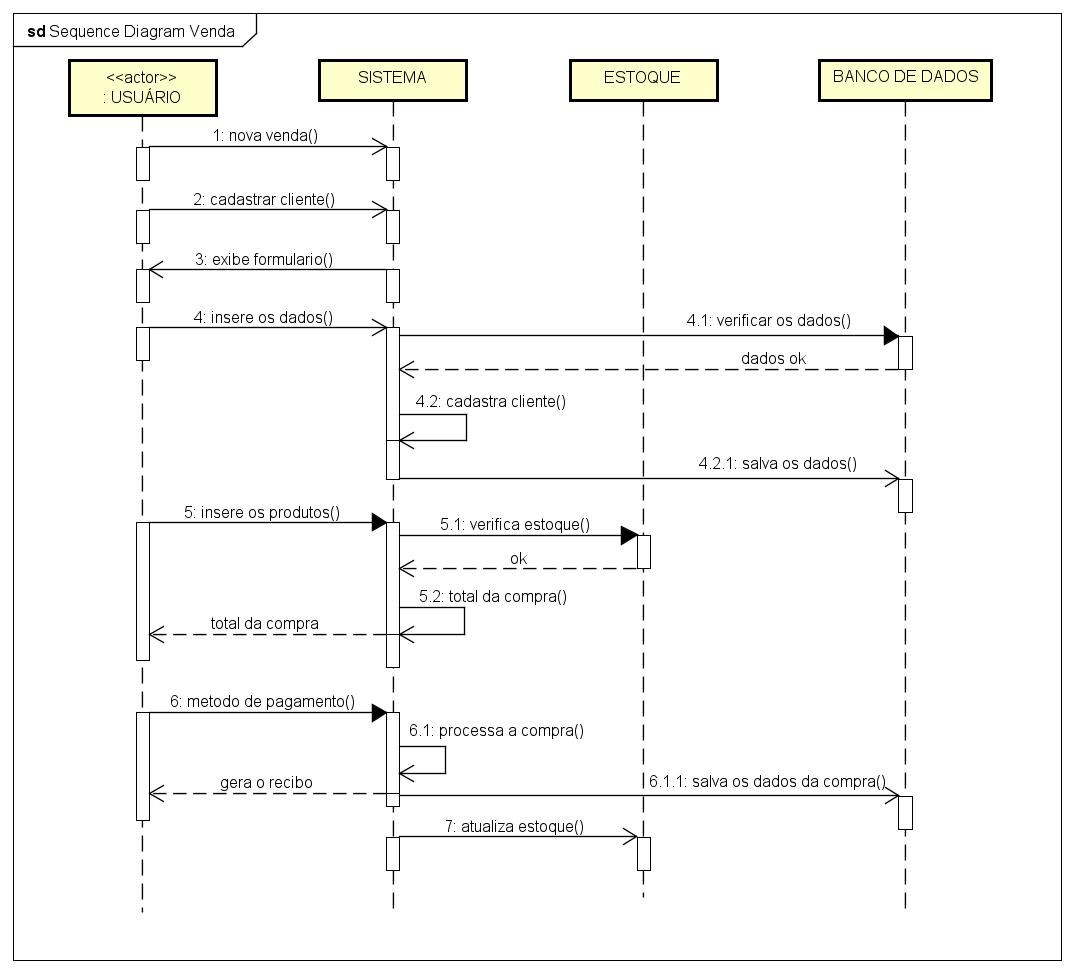 sd Sequence Diagram Venda
<<actor>>
: USUÁRIO
SISTEMA
ESTOQUE
BANCO DE DADOS
1: nova venda()
2: cadastrar cliente()
3: exibe formulario()
4: insere os dados()
4.1: verificar os dados()
dados ok
4.2: cadastra cliente()
4.2.1: salva os dados()
5: insere os produtos()
5.1: verifica estoque()
ok
5.2: total da compra()
total da compra
6: metodo de pagamento()
6.1: processa a compra()
gera o recibo
6.1.1: salva os dados da compra()
7: atualiza estoque()